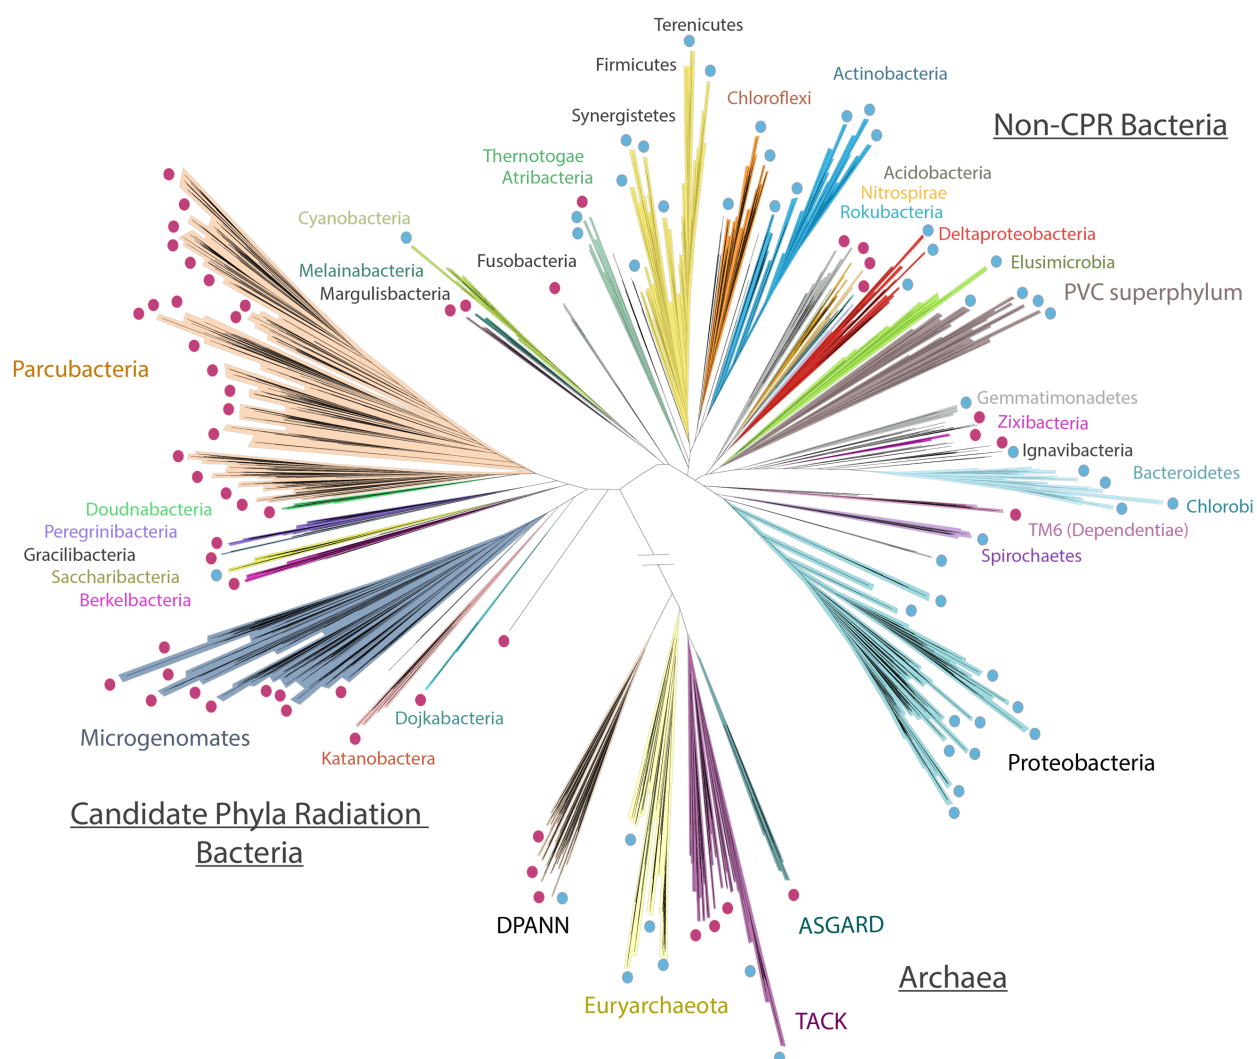 Terenicutes
Firmicutes
Actinobacteria
Chloroflexi
Synergistetes
Non-CPR Bacteria
Thernotogae
Atribacteria
Acidobacteria
Nitrospirae
Rokubacteria
Cyanobacteria
Deltaproteobacteria
Fusobacteria
Elusimicrobia
Melainabacteria
Margulisbacteria
PVC superphylum
Parcubacteria
Gemmatimonadetes
Zixibacteria
Ignavibacteria
Bacteroidetes
Chlorobi
Doudnabacteria
Peregrinibacteria
TM6 (Dependentiae)
Gracilibacteria
Spirochaetes
Saccharibacteria
Berkelbacteria
Dojkabacteria
Microgenomates
Katanobactera
Proteobacteria
Candidate Phyla Radiation
Bacteria
DPANN
ASGARD
Archaea
Euryarchaeota
TACK